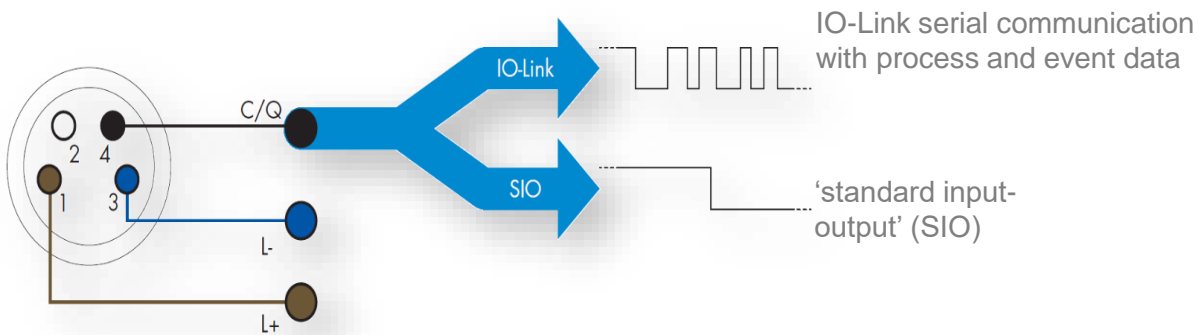 IO-Link serial communication
with process and event data
IO-Link
C/Q
2
4
1
3
SIO
'standard input-
output' (SIO)
L-
L+